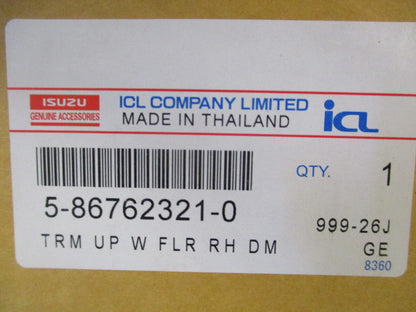 ISUZU
GENUINE ACCESSORIES
ICL COMPANY LIMITED
MADE IN THAILAND
icL
QTY. 1
5-86762321-0
999-26J
TRM UP W FLR RH DM
GE
8360